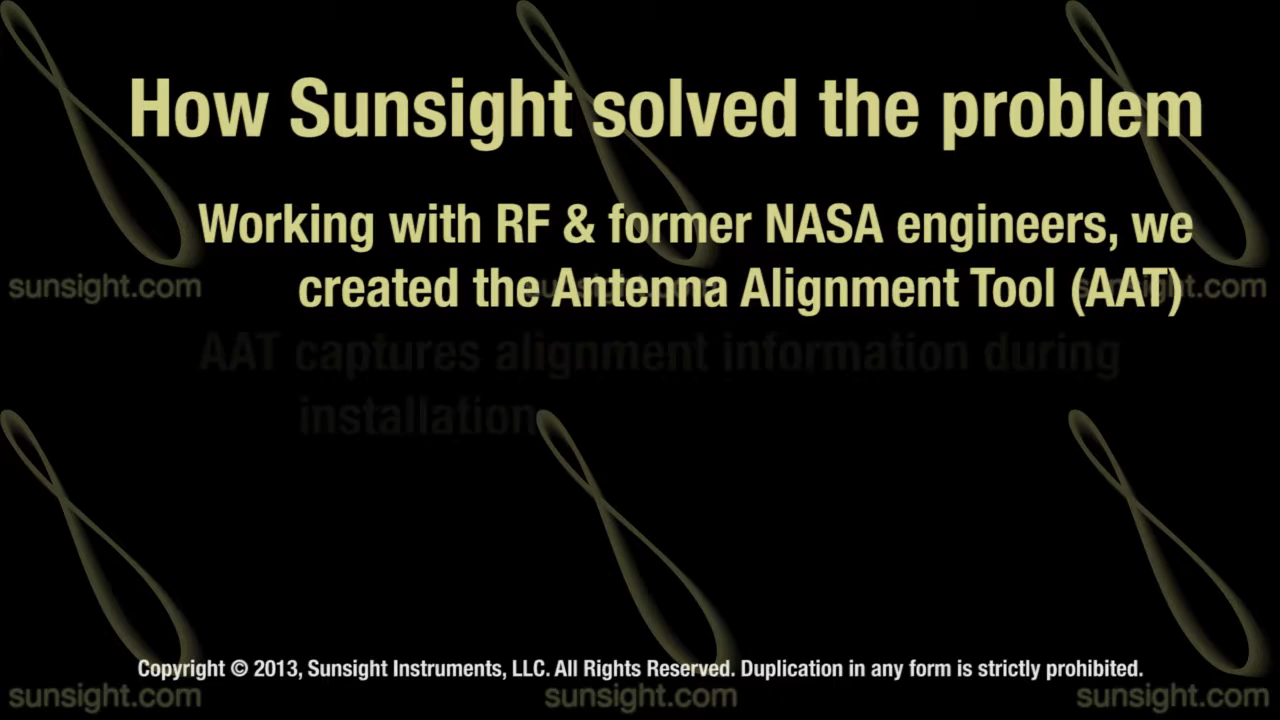 How Sunsight solved the problem
Working with RF & former NASA engineers, we
created the Antenna Alignment Tool (AAT)
sunsight.com sunsight.com sunsight.com
AAT captures alignment information during
installation
Copyright © 2013, Sunsight Instruments, LLC. All Rights Reserved. Duplication in any form is strictly prohibited.
sunsight.com sunsight.com sunsight.com